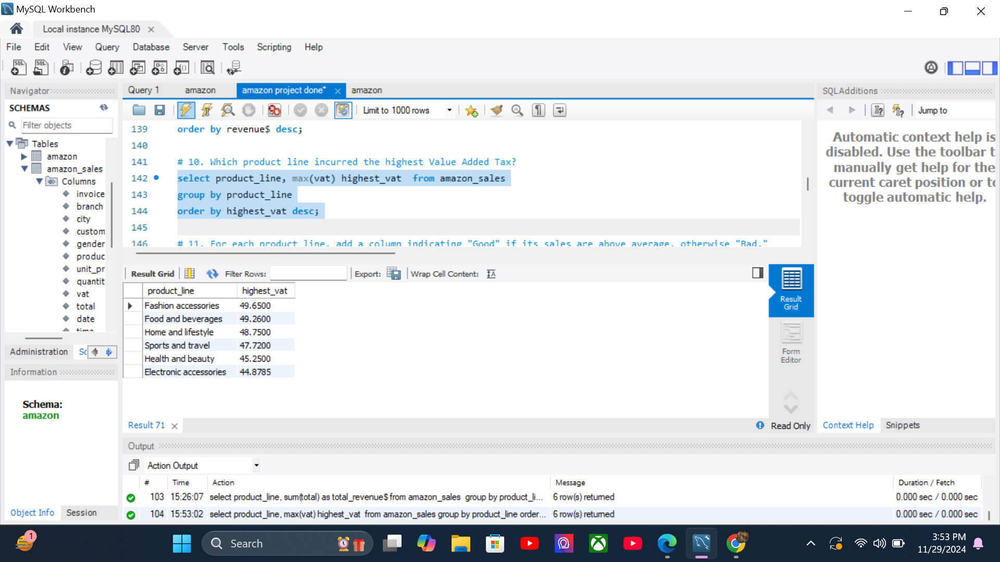 MySQL Workbench
Local instance MySQL80
File Edit View Query Database Server Tools Scripting Help
Navigator
SCHEMAS
Filter objects
Tables
amazon
amazon_sales
Columns
invoice
branch
city
custom
gender
produc
unit_pr
quantit
vat
total
date
time
Administration Sc
Information
Schema:
amazon
Object Info Session
Query 1 amazon amazon project done* amazon
Limit to 1000 rows
139 order by revenue$ desc;
140
141 # 10. Which product line incurred the highest Value Added Tax?
142 select product_line, max(vat) highest_vat  from amazon_sales
143 group by product_line
144 order by highest_vat desc;
145
146 # 11. For each product line, add a column indicating "Good" if its sales are above average, otherwise "Bad."
Result Grid Filter Rows: Export: Wrap Cell Content:
product_line highest_vat
Fashion accessories 49.6500
Food and beverages 49.2600
Home and lifestyle 48.7500
Sports and travel 47.7200
Health and beauty 45.2500
Electronic accessories 44.8785
Result
Grid
Form
Editor
Result 71
Read Only
SQLAdditions
Jump to
Automatic context help is
disabled. Use the toolbar t
manually get help for the
current caret position or to
toggle automatic help.
Context Help Snippets
Output
Action Output
# Time Action Message Duration / Fetch
103 15:26:07 select product_line, sum(total) as total_revenue$ from amazon_sales  group by product_li... 6 row(s) returned 0.000 sec / 0.000 sec
104 15:53:02 select product_line, max(vat) highest_vat  from amazon_sales group by product_line order... 6 row(s) returned 0.000 sec / 0.000 sec
1
Search
3:53 PM
11/29/2024